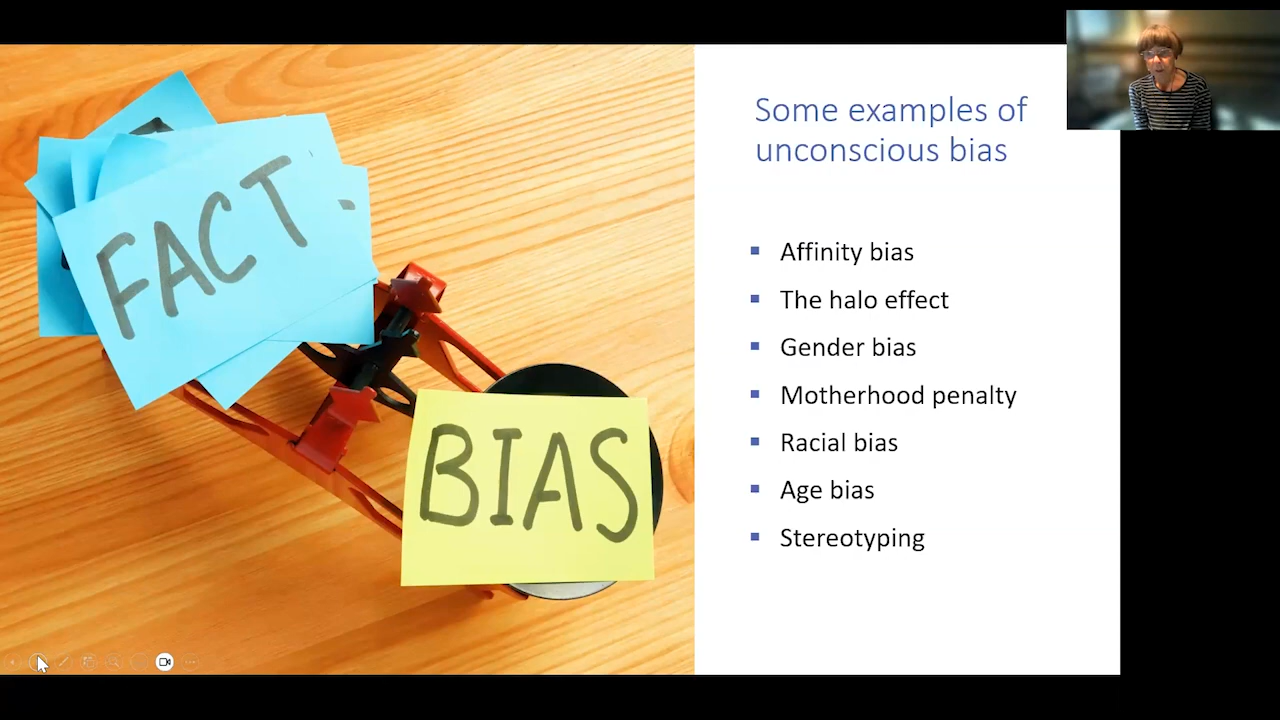 FACT
BIAS
Some examples of
unconscious bias
Affinity bias
The halo effect
Gender bias
Motherhood penalty
Racial bias
Age bias
Stereotyping